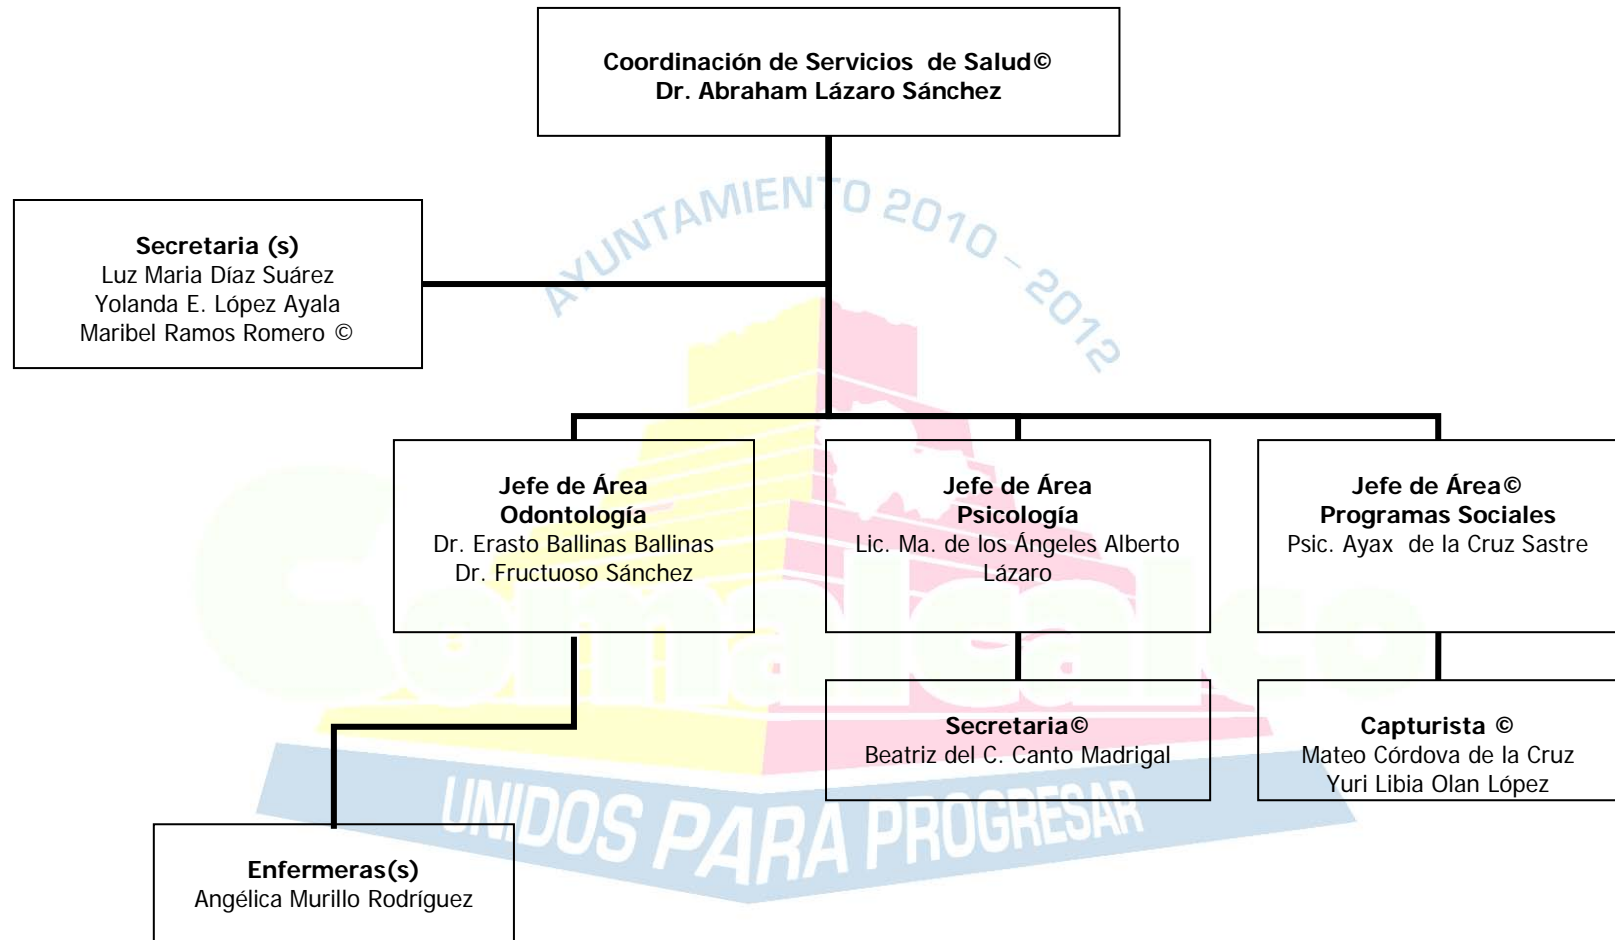 Coordinación de Servicios de Salud©
Dr. Abraham Lázaro Sánchez
AYUNTAMIENTO 2010 - 2012
Secretaria (s)
Luz Maria Díaz Suárez
Yolanda E. López Ayala
Maribel Ramos Romero ©
Jefe de Área
Odontología
Dr. Erasto Ballinas Ballinas
Dr. Fructuoso Sánchez
Jefe de Área
Psicología
Lic. Ma. de los Ángeles Alberto
Lázaro
Jefe de Área©
Programas Sociales
Psic. Ayax de la Cruz Sastre
Comalcalco
Secretaria©
Beatriz del C. Canto Madrigal
Capturista ©
Mateo Córdova de la Cruz
Yuri Libia Olan López
UNIDOS PARA PROGRESAR
Enfermeras(s)
Angélica Murillo Rodríguez